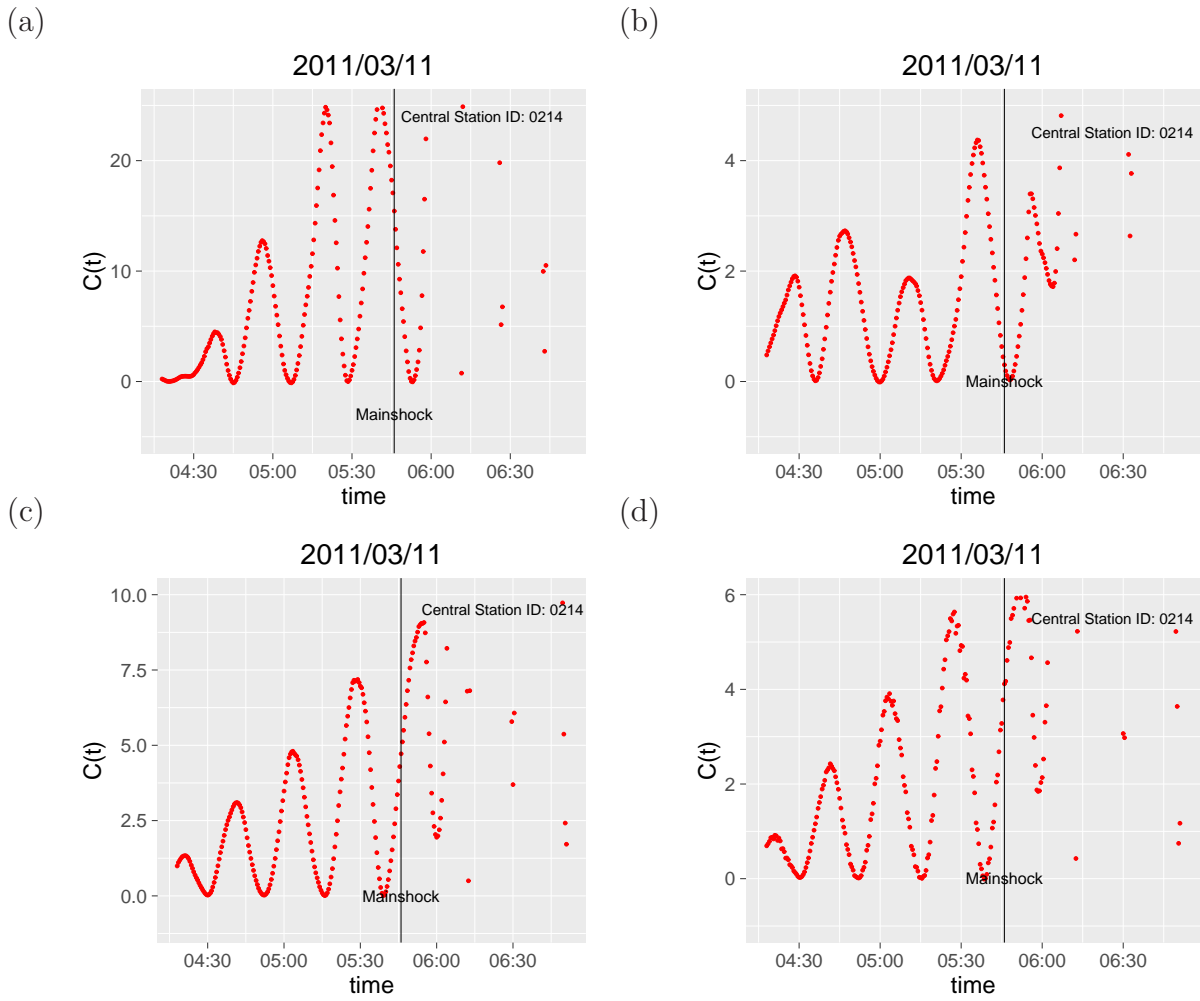 (a)
2011/03/11
C(t)
20
10
0
Central Station ID: 0214
Mainshock
04:30 05:00 05:30 06:00 06:30
time
(b)
2011/03/11
C(t)
4
2
0
Central Station ID: 0214
Mainshock
04:30 05:00 05:30 06:00 06:30
time
(c)
2011/03/11
C(t)
10.0
7.5
5.0
2.5
0.0
Central Station ID: 0214
Mainshock
04:30 05:00 05:30 06:00 06:30
time
(d)
2011/03/11
C(t)
6
4
2
0
Central Station ID: 0214
Mainshock
04:30 05:00 05:30 06:00 06:30
time